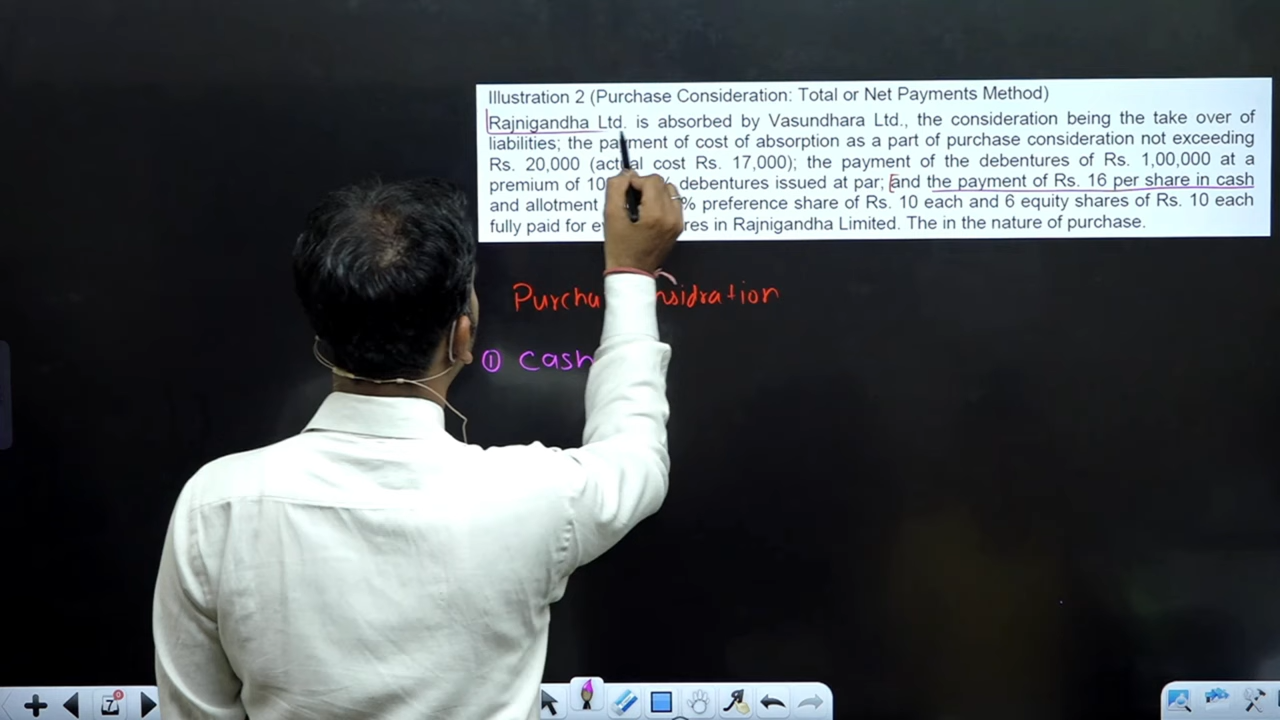 Illustration 2 (Purchase Consideration: Total or Net Payments Method)
Rajnigandha Ltd. is absorbed by Vasundhara Ltd., the consideration being the take over of
liabilities; the payment of cost of absorption as a part of purchase consideration not exceeding
Rs. 20,000 (actual cost Rs. 17,000); the payment of the debentures of Rs. 1,00,000 at a
premium of 10 % debentures issued at par; and the payment of Rs. 16 per share in cash
and allotment % preference share of Rs. 10 each and 6 equity shares of Rs. 10 each
fully paid for in Rajnigandha Limited. The in the nature of purchase.
Purcha nsidration
① Cash
7